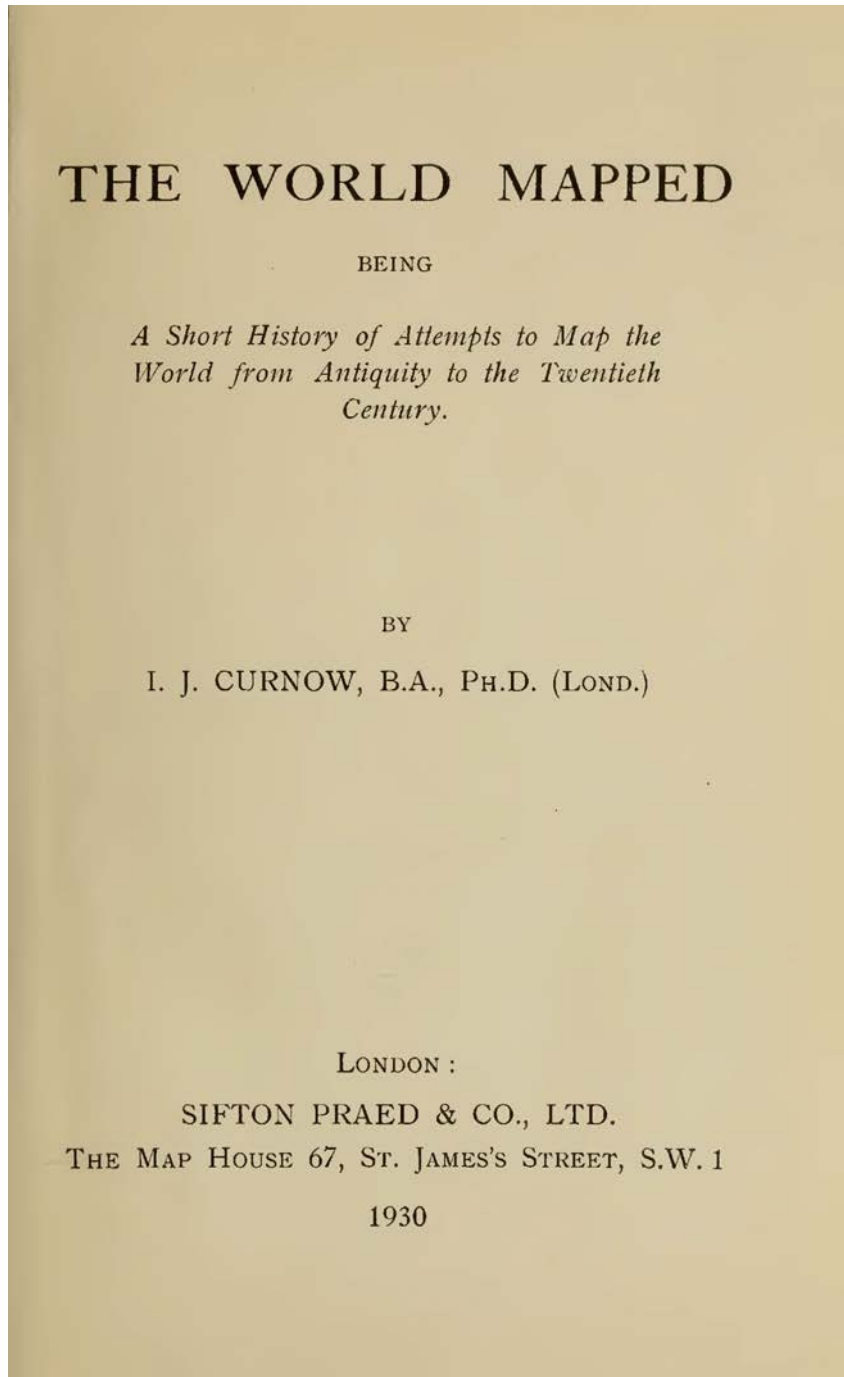 THE WORLD MAPPED
BEING
A Short History of Attempts to Map the
World from Antiquity to the Twentieth
Century.
BY
I. J. CURNOW, B.A., PH.D. (LOND.)
LONDON :
SIFTON PRAED & CO., LTD.
THE MAP HOUSE 67, ST. JAMES'S STREET, S.W. 1
1930